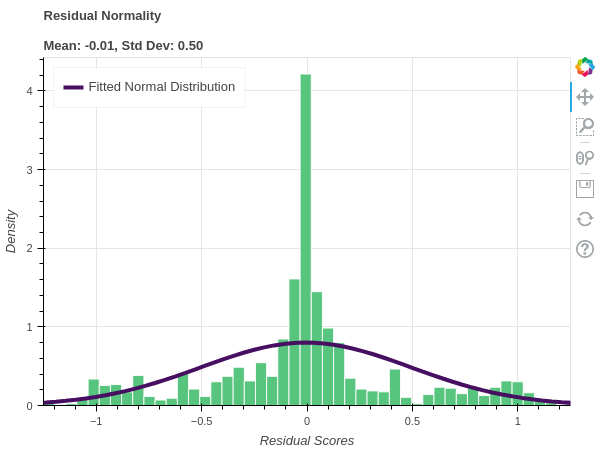 Residual Normality
Mean: -0.01, Std Dev: 0.50
Fitted Normal Distribution
4
3
2
1
0
Density
−1
−0.5
0
0.5
1
Residual Scores